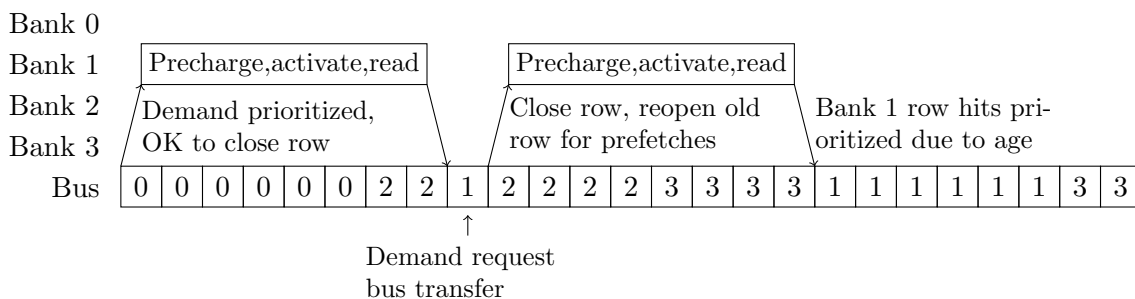 Bank 0
Bank 1
Precharge,activate,read
Precharge,activate,read
Bank 2
Bank 3
Demand prioritized,
OK to close row
Close row, reopen old
row for prefetches
Bank 1 row hits pri-
oritized due to age
Bus 0 0 0 0 0 0 2 2 1 2 2 2 2 3 3 3 3 1 1 1 1 1 1 3 3
Demand request
bus transfer